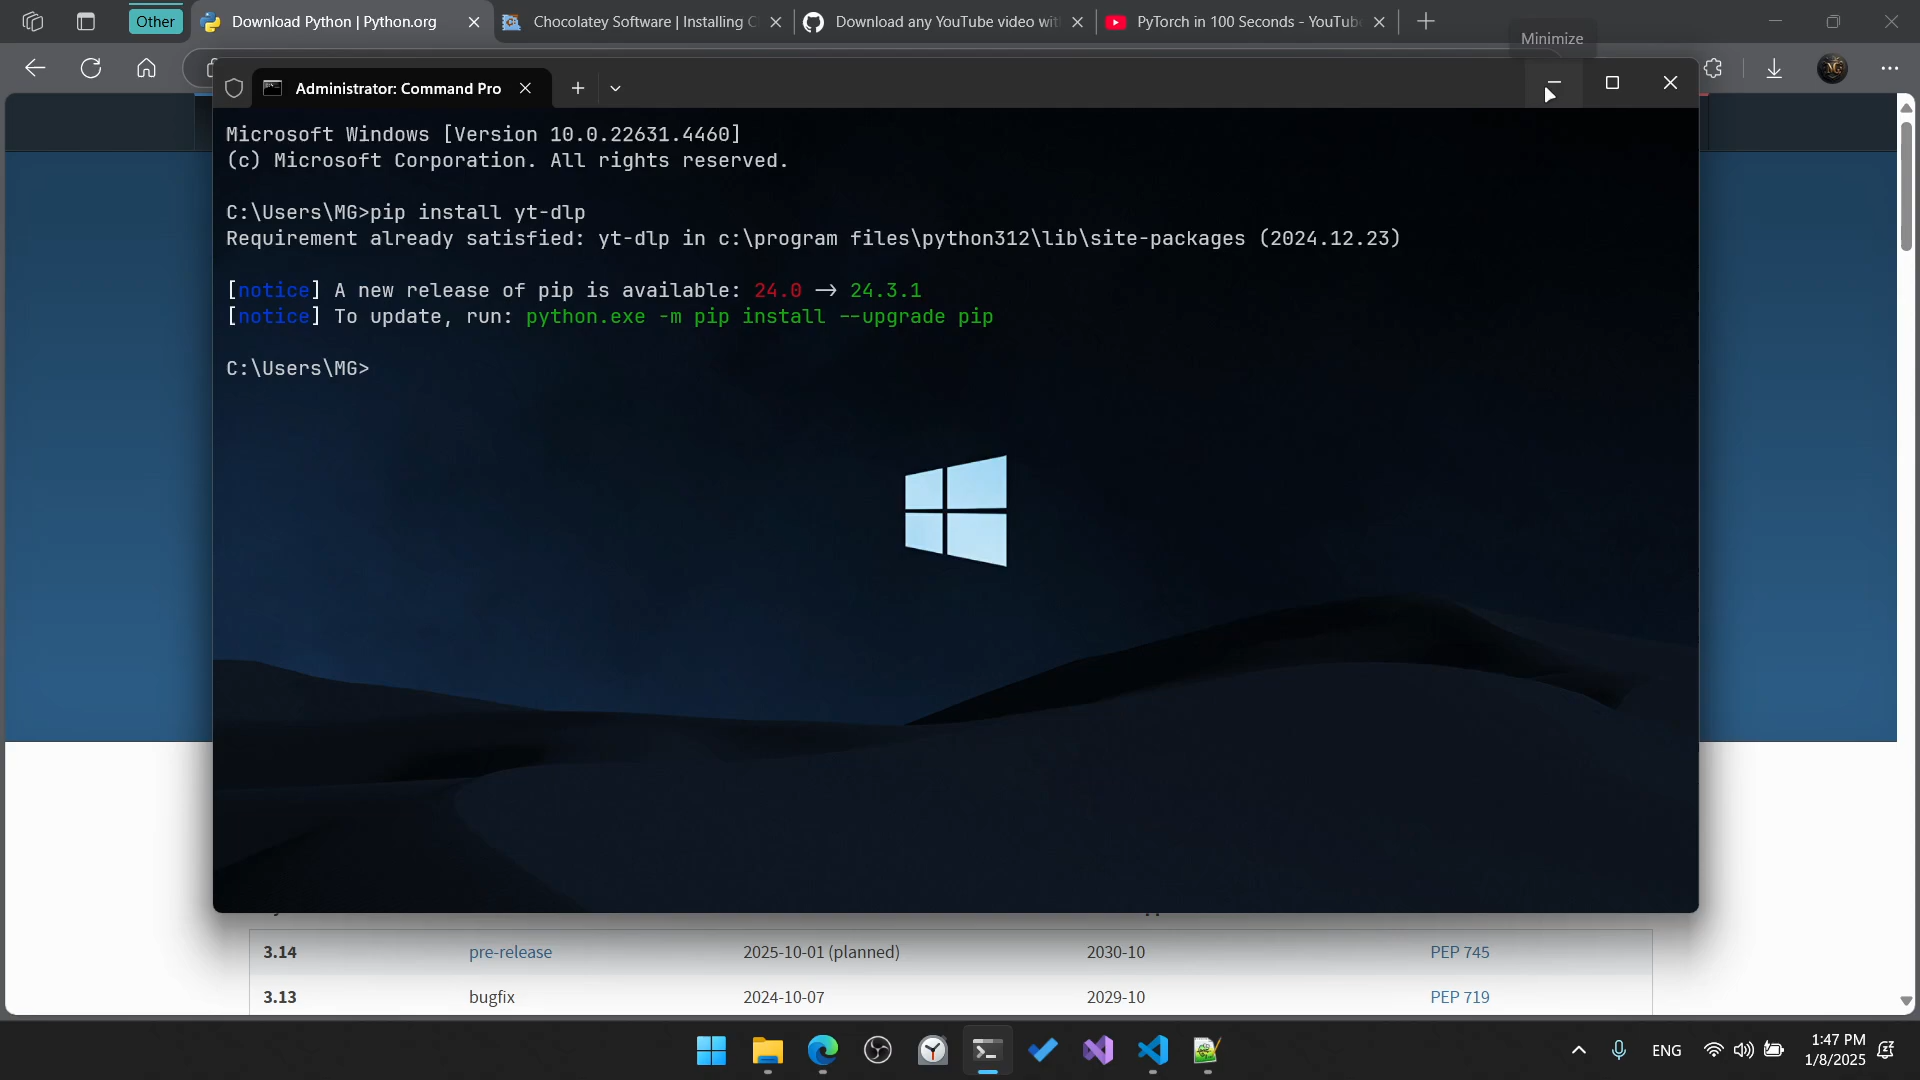 Other
Download Python | Python.org
Chocolatey Software | Installing C
Download any YouTube video wit
PyTorch in 100 Seconds - YouTub
Minimize
Administrator: Command Pro
Microsoft Windows [Version 10.0.22631.4460]
(c) Microsoft Corporation. All rights reserved.
C:\Users\MG>pip install yt-dlp
Requirement already satisfied: yt-dlp in c:\program files\python312\lib\site-packages (2024.12.23)
[notice] A new release of pip is available: 24.0 -> 24.3.1
[notice] To update, run: python.exe -m pip install --upgrade pip
C:\Users\MG>
3.14 pre-release 2025-10-01 (planned) 2030-10 PEP 745
3.13 bugfix 2024-10-07 2029-10 PEP 719
ENG
1:47 PM
1/8/2025